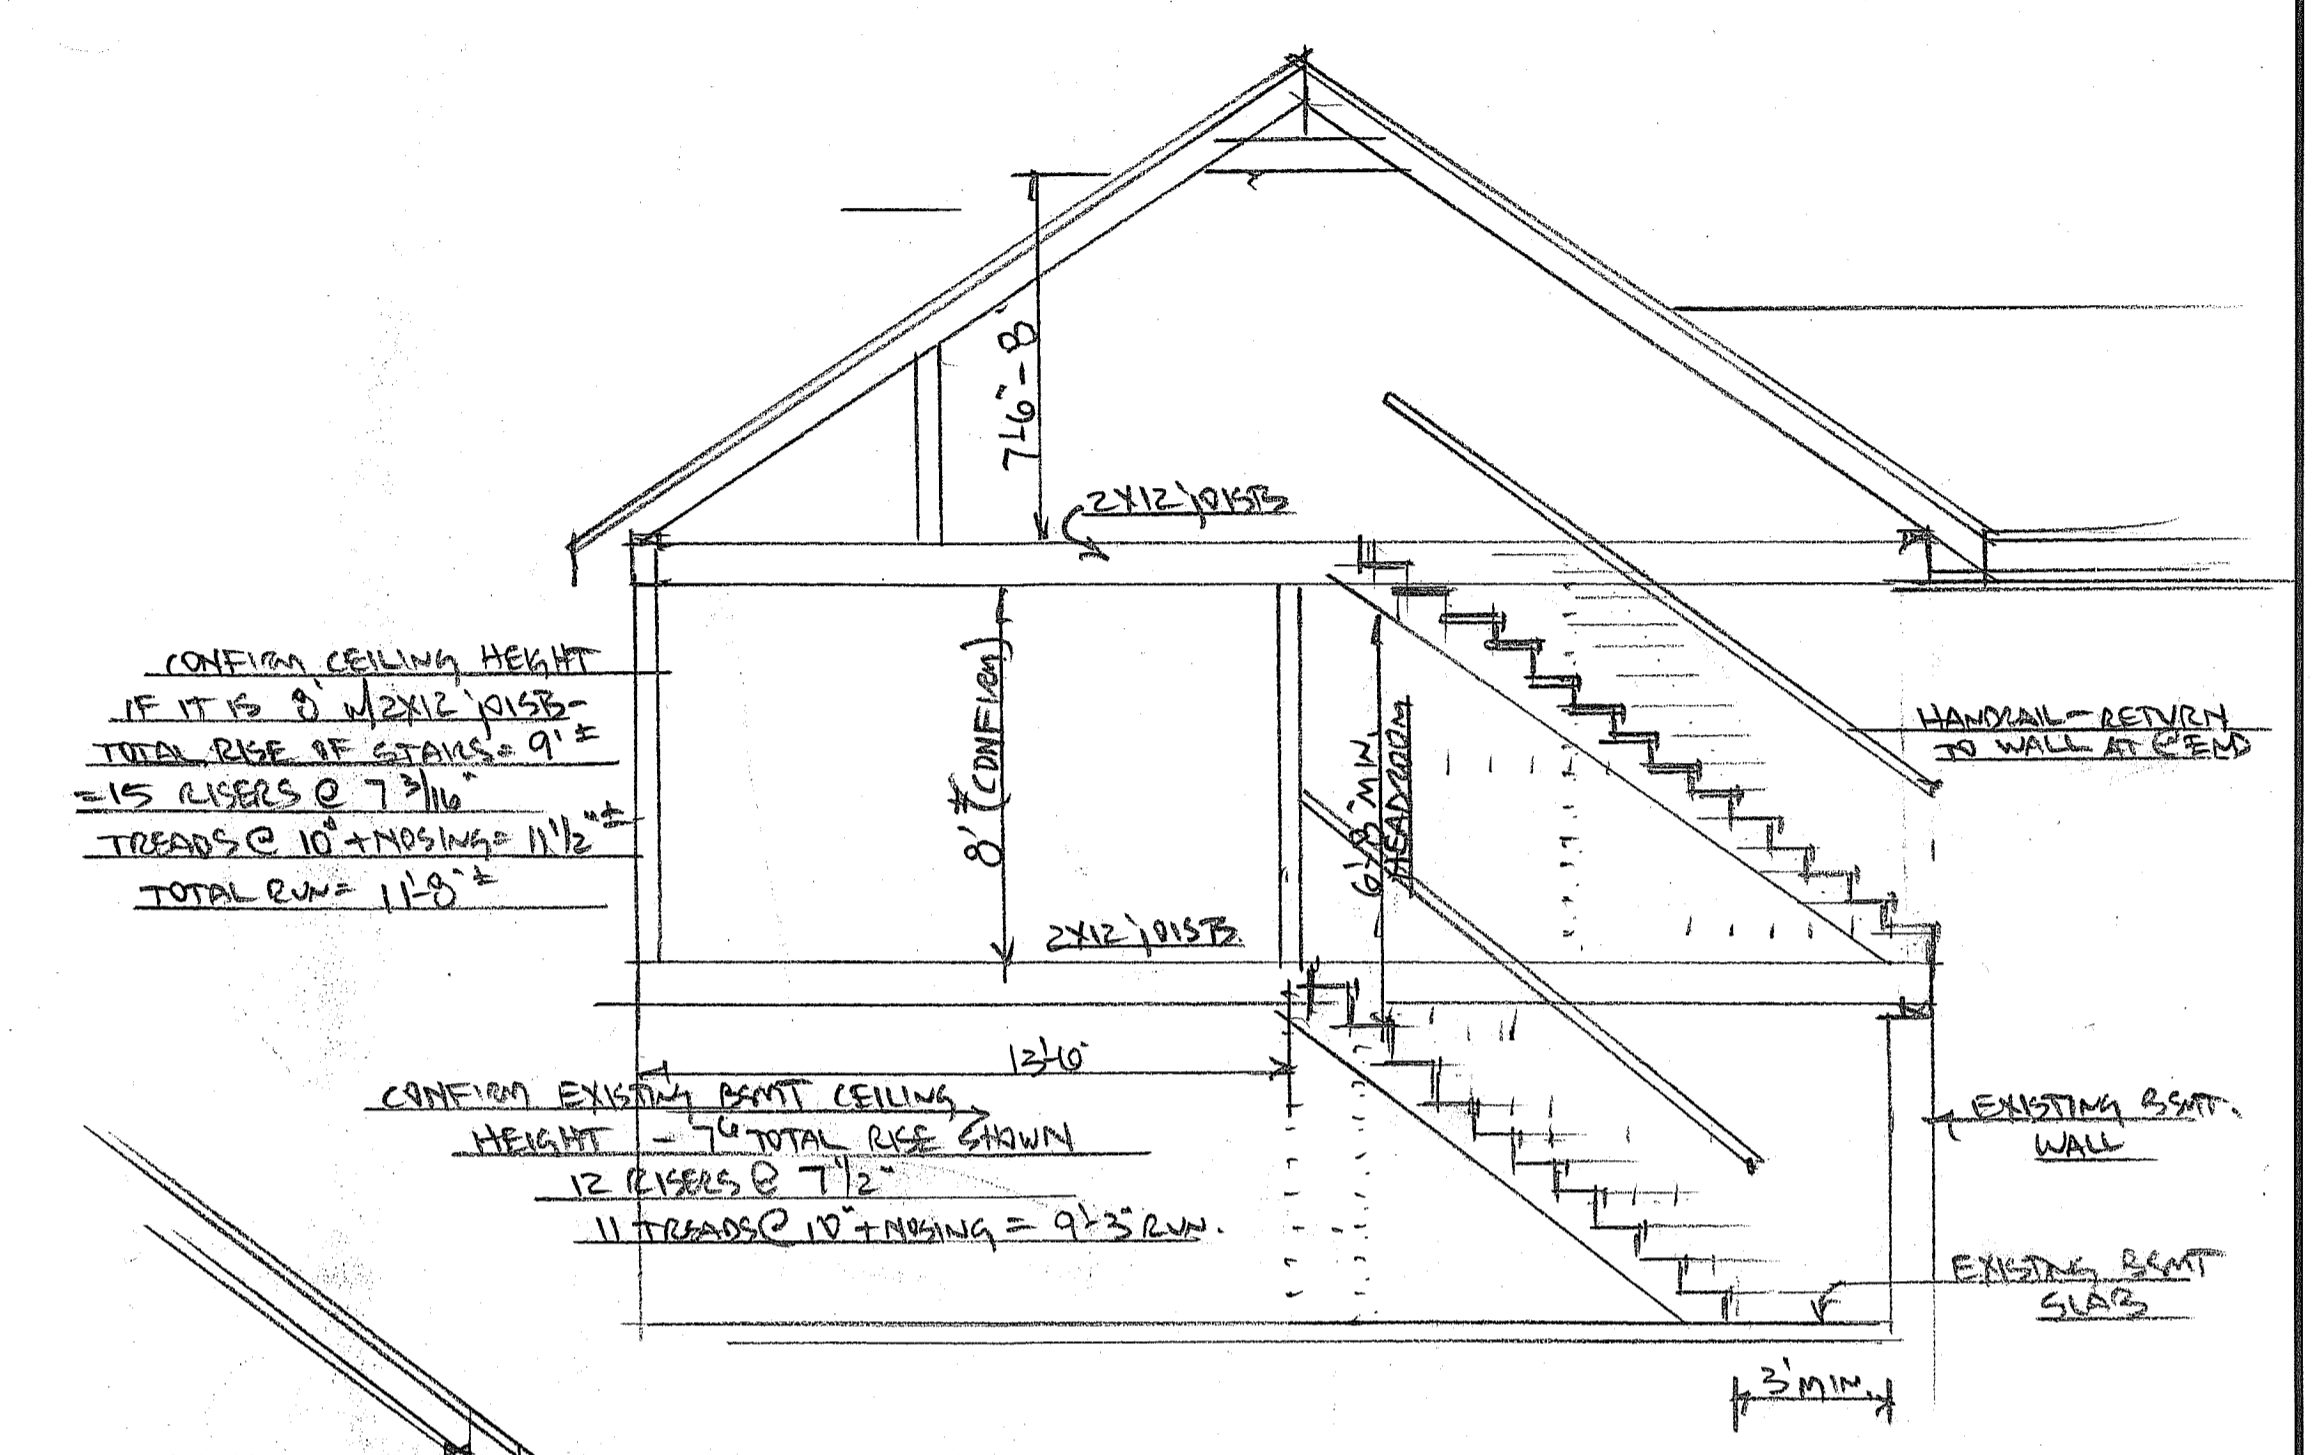 7'-6" - 8'
2X12 JOISTS
CONFIRM CEILING HEIGHT
IF IT IS 8' W/2X12 JOISTS -
TOTAL RISE OF STAIRS = 9' ±
= 15 RISERS @ 7 3/16"
TREADS @ 10" + NOSING = 11 1/2" ±
TOTAL RUN = 11'-8" ±
8' ± (CONFIRM)
6'-8" MIN.
HEADROOM
HANDRAIL - RETURN
TO WALL AT END
2X12 JOISTS
13'-6"
CONFIRM EXISTING BSMT CEILING
HEIGHT - 7'6" TOTAL RISE SHOWN
12 RISERS @ 7 1/2"
11 TREADS @ 10" + NOSING = 9'-3" RUN.
EXISTING BSMT.
WALL
EXISTING BSMT
SLAB
3' MIN.